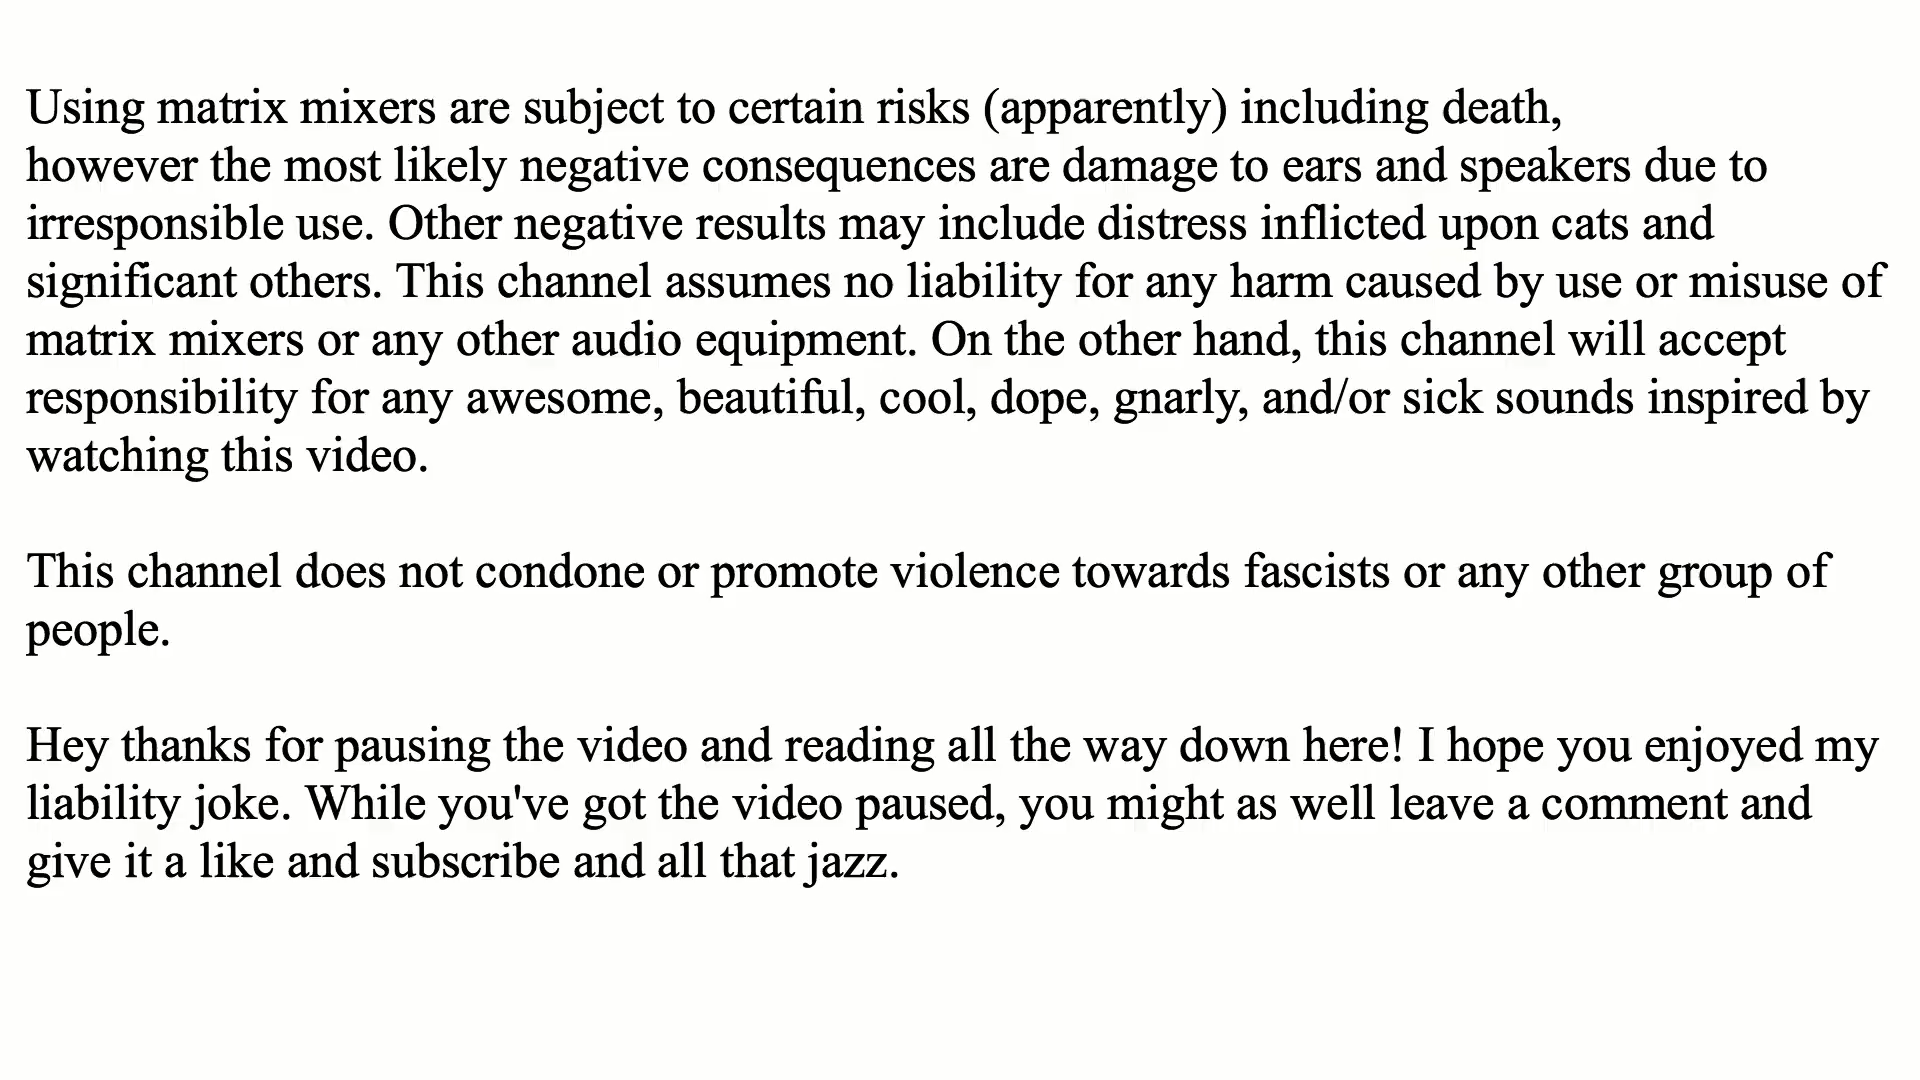 Using matrix mixers are subject to certain risks (apparently) including death,
however the most likely negative consequences are damage to ears and speakers due to
irresponsible use. Other negative results may include distress inflicted upon cats and
significant others. This channel assumes no liability for any harm caused by use or misuse of
matrix mixers or any other audio equipment. On the other hand, this channel will accept
responsibility for any awesome, beautiful, cool, dope, gnarly, and/or sick sounds inspired by
watching this video.
This channel does not condone or promote violence towards fascists or any other group of
people.
Hey thanks for pausing the video and reading all the way down here! I hope you enjoyed my
liability joke. While you've got the video paused, you might as well leave a comment and
give it a like and subscribe and all that jazz.